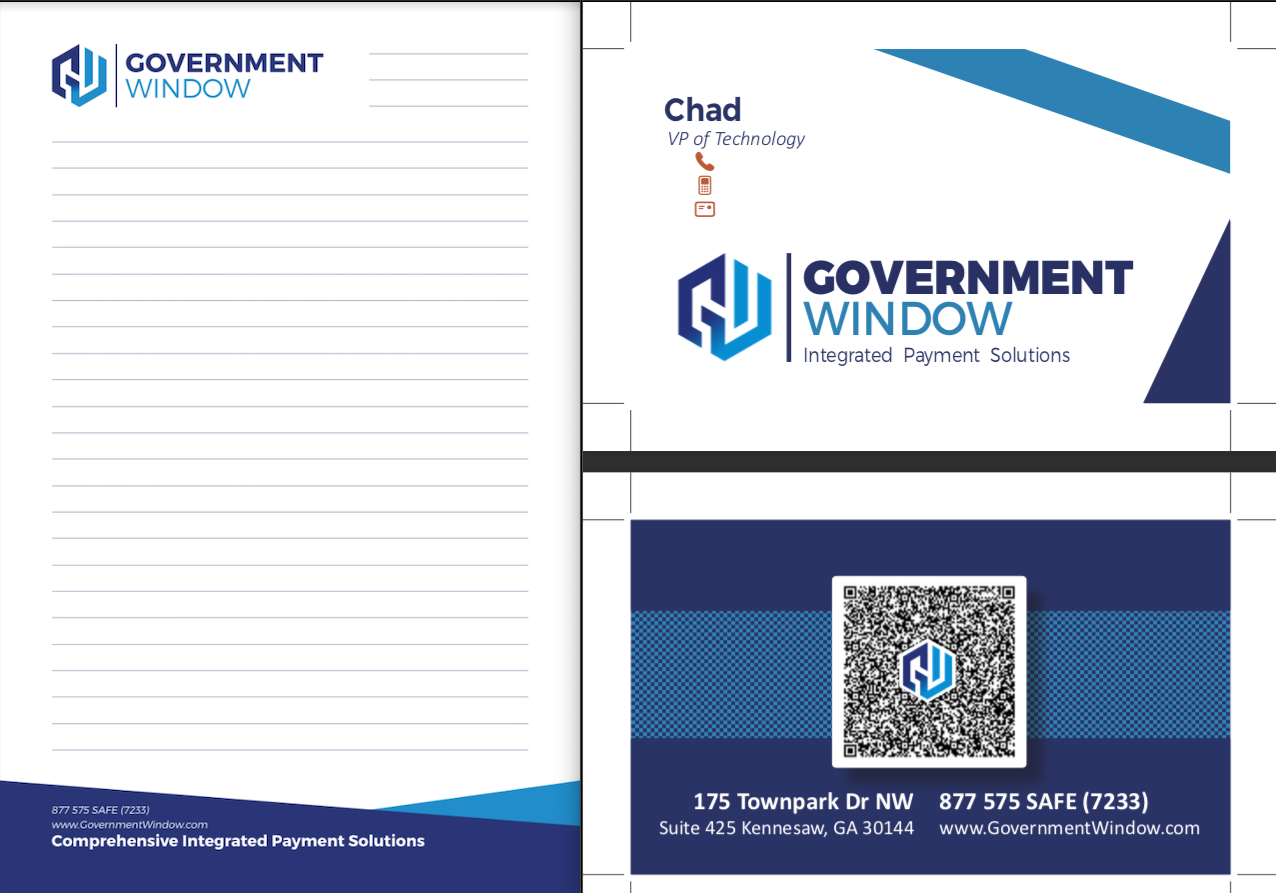 GOVERNMENT
WINDOW
877 575 SAFE (7233)
www.GovernmentWindow.com
Comprehensive Integrated Payment Solutions
Chad
VP of Technology
GOVERNMENT
WINDOW
Integrated Payment Solutions
175 Townpark Dr NW 877 575 SAFE (7233)
Suite 425 Kennesaw, GA 30144 www.GovernmentWindow.com